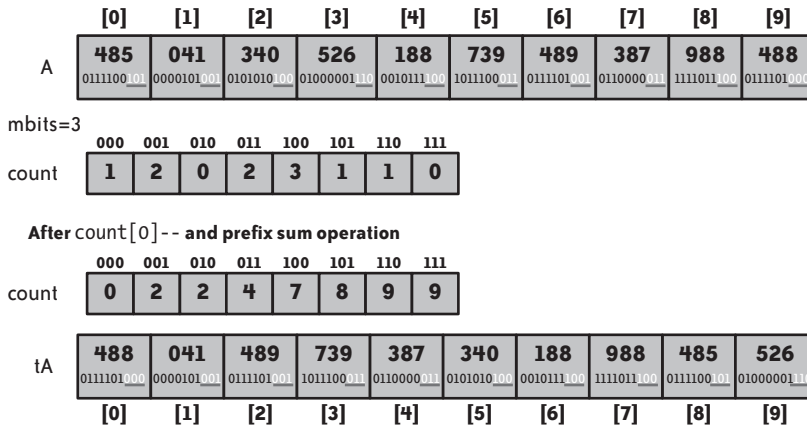 [0] [1] [2] [3] [4] [5] [6] [7] [8] [9]
A 485 041 340 526 188 739 489 387 988 488
0111100101 0000101001 0101010100 01000001110 0010111100 1011100011 0111101001 0110000011 1111011100 0111101000
mbits=3
000 001 010 011 100 101 110 111
count 1 2 0 2 3 1 1 0
After count[0]-- and prefix sum operation
000 001 010 011 100 101 110 111
count 0 2 2 4 7 8 9 9
tA 488 041 489 739 387 340 188 988 485 526
0111101000 0000101001 0111101001 1011100011 0110000011 0101010100 0010111100 1111011100 0111100101 01000001110
[0] [1] [2] [3] [4] [5] [6] [7] [8] [9]